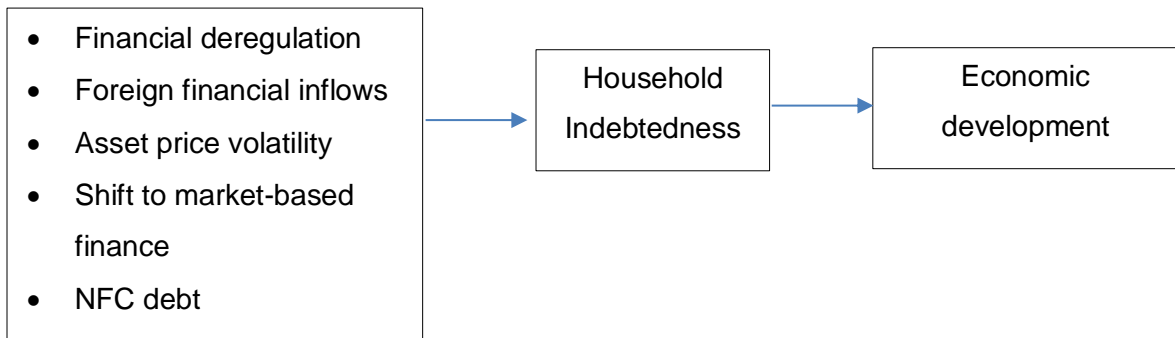 • Financial deregulation
• Foreign financial inflows
• Asset price volatility
• Shift to market-based
finance
• NFC debt
Household
Indebtedness
Economic
development